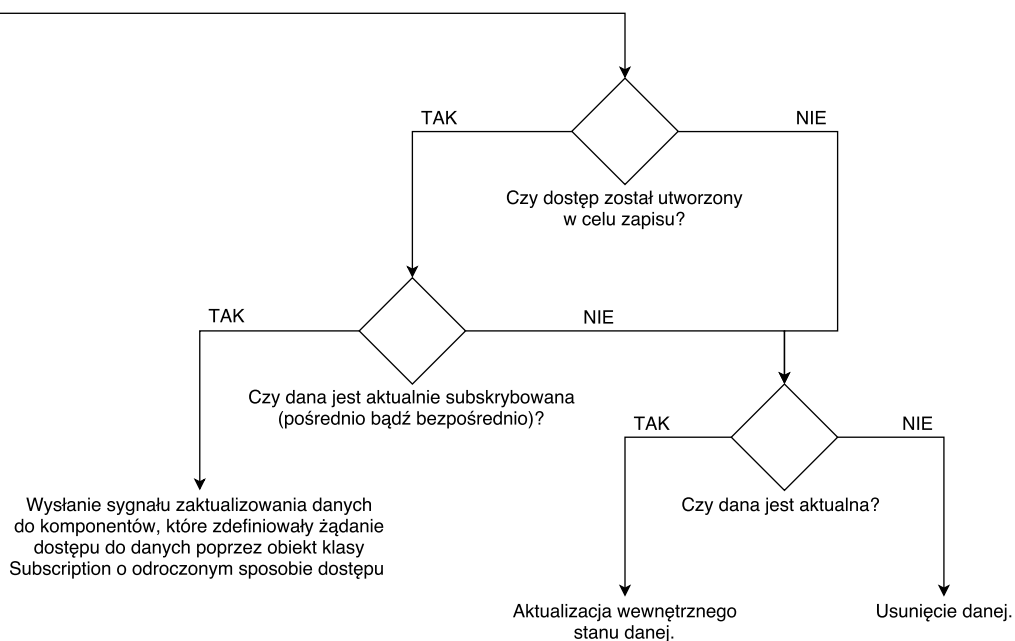 TAK
NIE
Czy dostęp został utworzony
w celu zapisu?
TAK
NIE
Czy dana jest aktualnie subskrybowana
(pośrednio bądź bezpośrednio)?
TAK
NIE
Wysłanie sygnału zaktualizowania danych
do komponentów, które zdefiniowały żądanie
dostępu do danych poprzez obiekt klasy
Subscription o odroczonym sposobie dostępu
Czy dana jest aktualna?
Aktualizacja wewnętrznego
stanu danej.
Usunięcie danej.